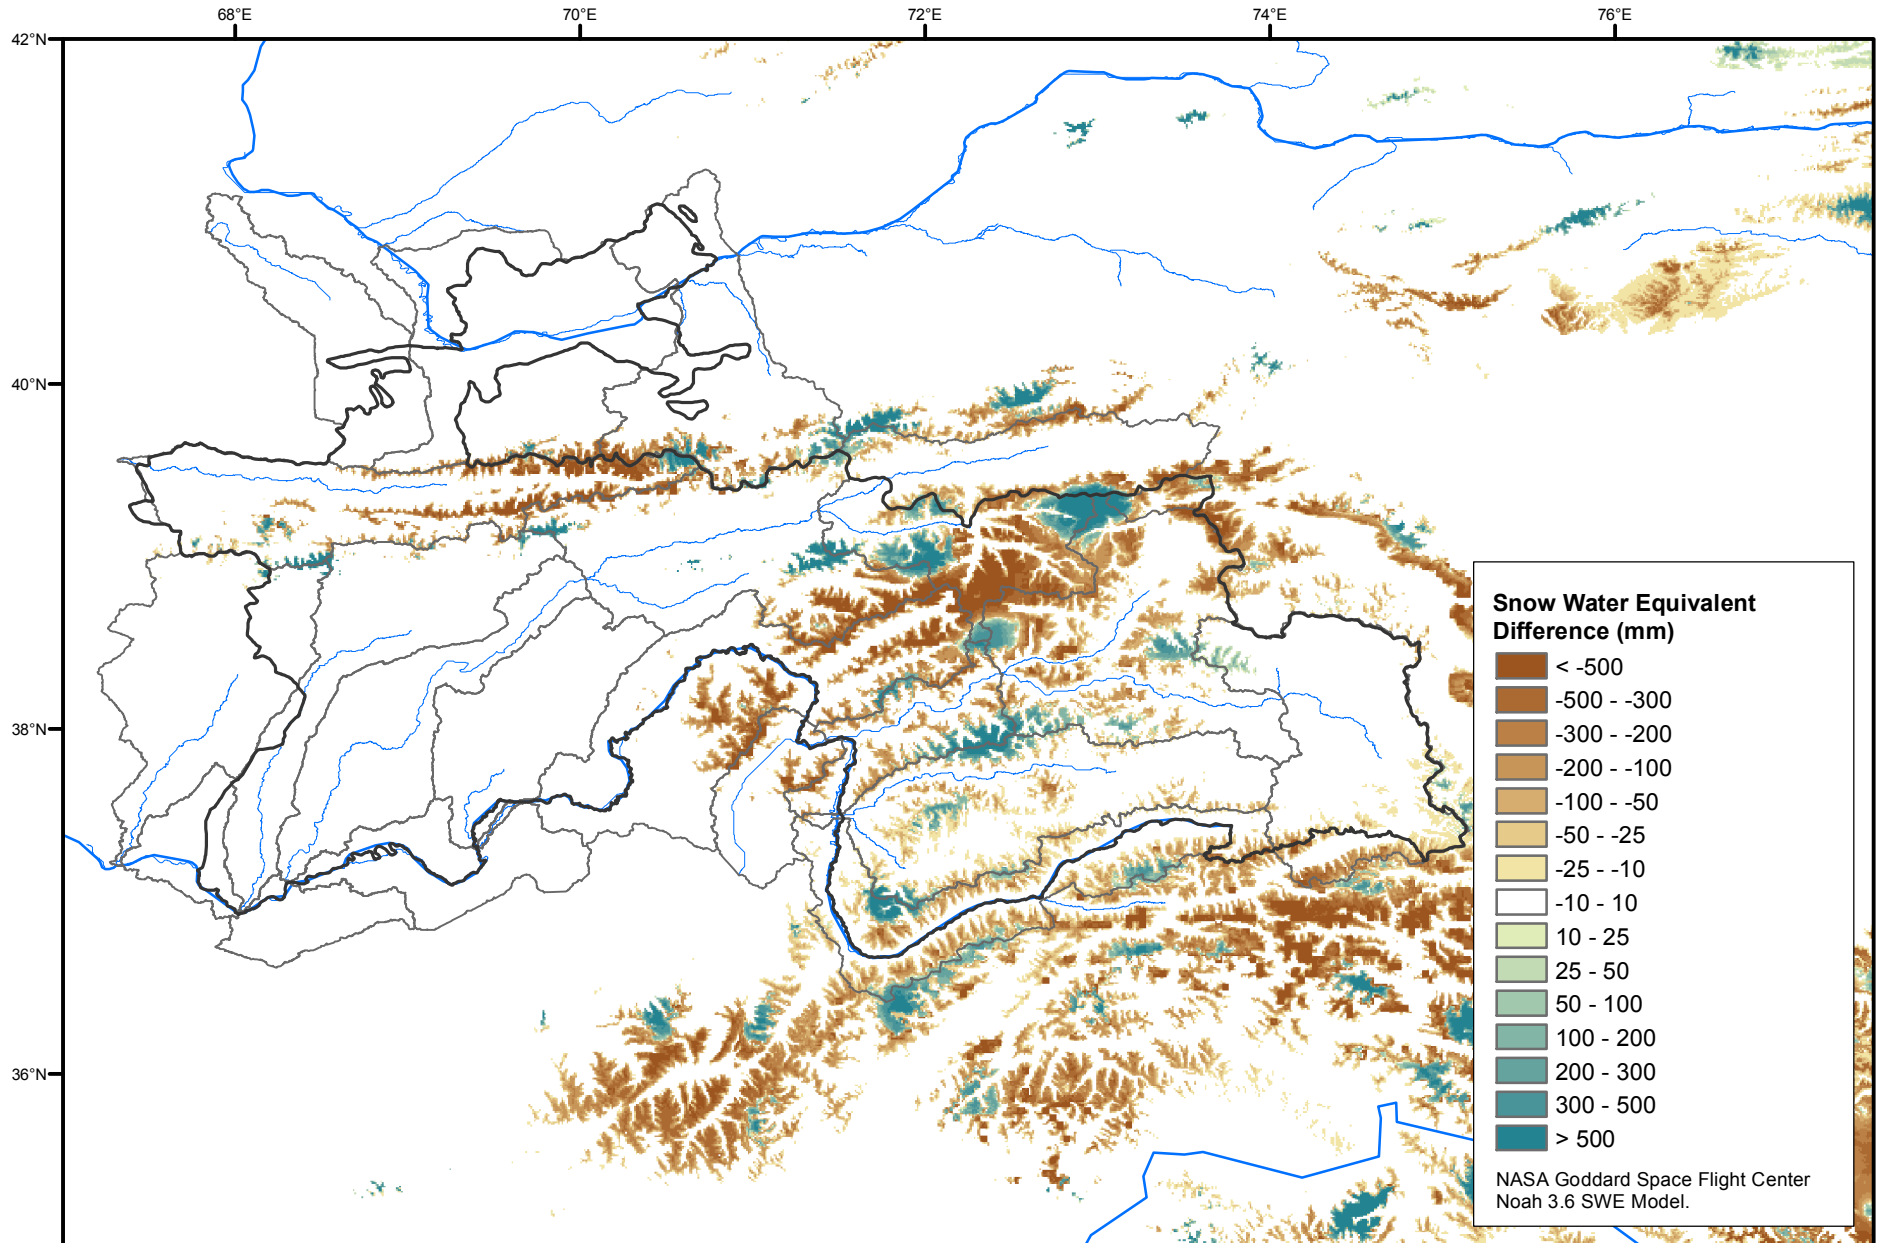 68°E
70°E
72°E
74°E
76°E
42°N
40°N
38°N
36°N
Snow Water Equivalent
Difference (mm)
< -500
-500 - -300
-300 - -200
-200 - -100
-100 - -50
-50 - -25
-25 - -10
-10 - 10
10 - 25
25 - 50
50 - 100
100 - 200
200 - 300
300 - 500
> 500
NASA Goddard Space Flight Center
Noah 3.6 SWE Model.